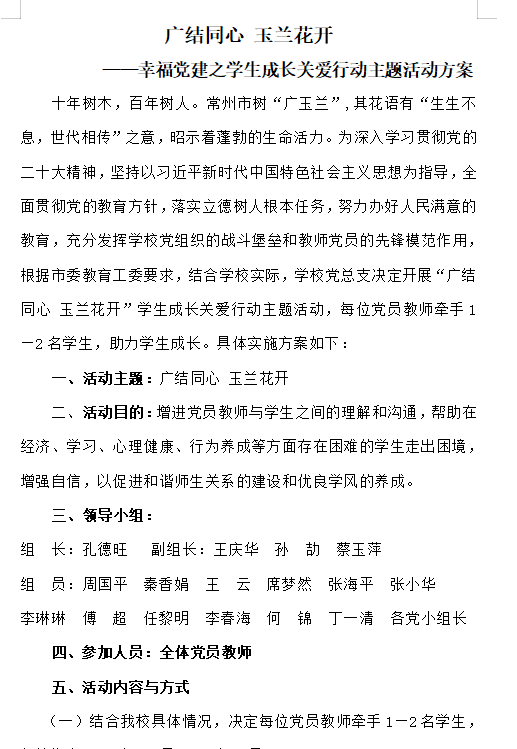 广结同心 玉兰花开
——幸福党建之学生成长关爱行动主题活动方案
十年树木，百年树人。常州市树“广玉兰”，其花语有“生生不
息，世代相传”之意，昭示着蓬勃的生命活力。为深入学习贯彻党的
二十大精神，坚持以习近平新时代中国特色社会主义思想为指导，全
面贯彻党的教育方针，落实立德树人根本任务，努力办好人民满意的
教育，充分发挥学校党组织的战斗堡垒和教师党员的先锋模范作用，
根据市委教育工委要求，结合学校实际，学校党总支决定开展“广结
同心 玉兰花开”学生成长关爱行动主题活动，每位党员教师牵手1
—2名学生，助力学生成长。具体实施方案如下：
一、活动主题：广结同心 玉兰花开
二、活动目的：增进党员教师与学生之间的理解和沟通，帮助在
经济、学习、心理健康、行为养成等方面存在困难的学生走出困境，
增强自信，以促进和谐师生关系的建设和优良学风的养成。
三、领导小组：
组　长：孔德旺　副组长：王庆华　孙　劼　蔡玉萍
组　员：周国平　秦香娟　王　云　席梦然　张海平　张小华
李琳琳　傅　超　任黎明　李春海　何　锦　丁一清　各党小组长
四、参加人员：全体党员教师
五、活动内容与方式
（一）结合我校具体情况，决定每位党员教师牵手1—2名学生，